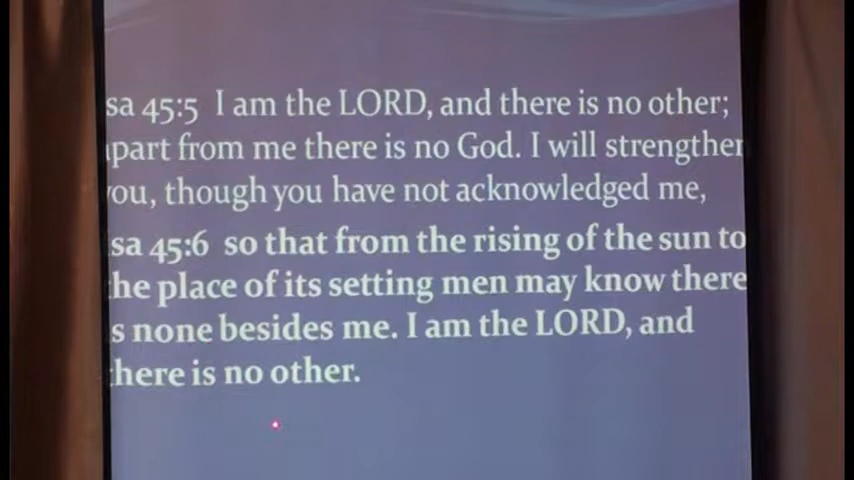 sa 45:5 I am the LORD, and there is no other;
part from me there is no God. I will strengthen
ou, though you have not acknowledged me,
sa 45:6 so that from the rising of the sun to
he place of its setting men may know there
s none besides me. I am the LORD, and
here is no other.